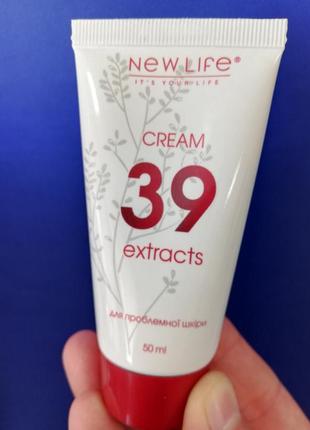 NEW LIFE®
IT'S YOUR LIFE
CREAM
39
extracts
для проблемної шкіри
50 ml